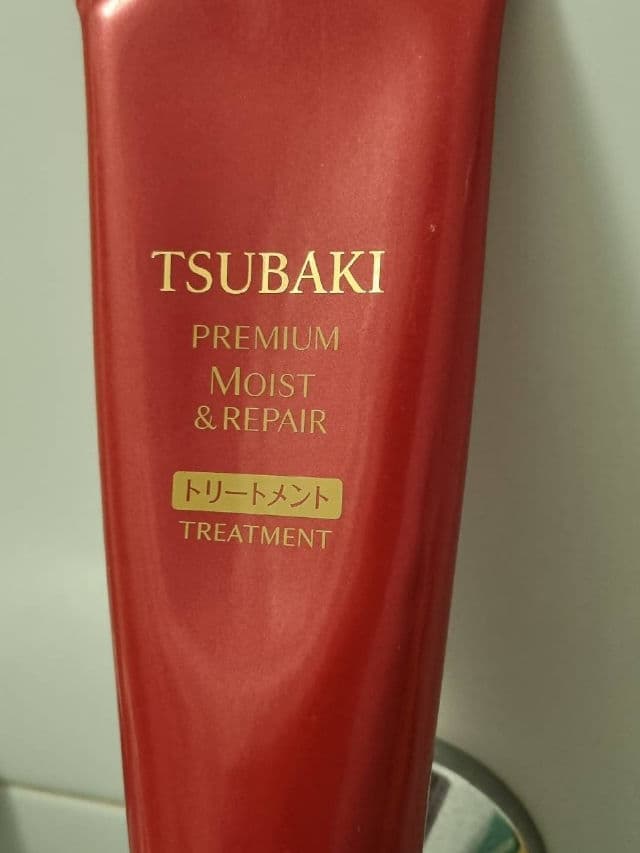 TSUBAKI
PREMIUM
MOIST
& REPAIR
トリートメント
TREATMENT